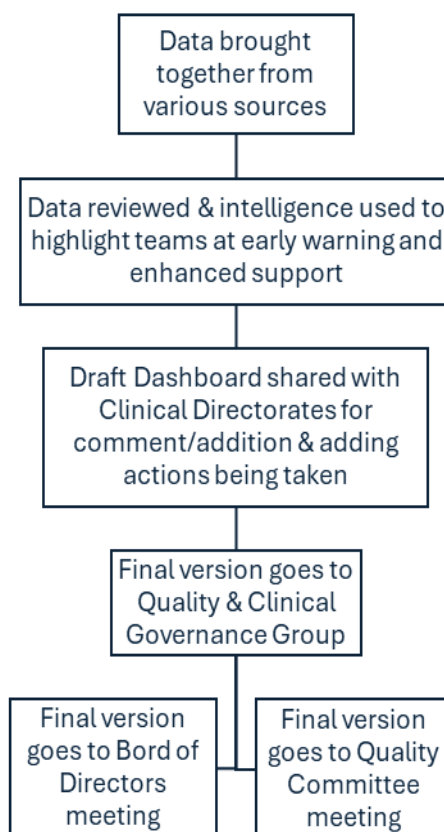 Data brought
together from
various sources
Data reviewed & intelligence used to
highlight teams at early warning and
enhanced support
Draft Dashboard shared with
Clinical Directorates for
comment/addition & adding
actions being taken
Final version goes to
Quality & Clinical
Governance Group
Final version
goes to Bord of
Directors
meeting
Final version
goes to Quality
Committee
meeting